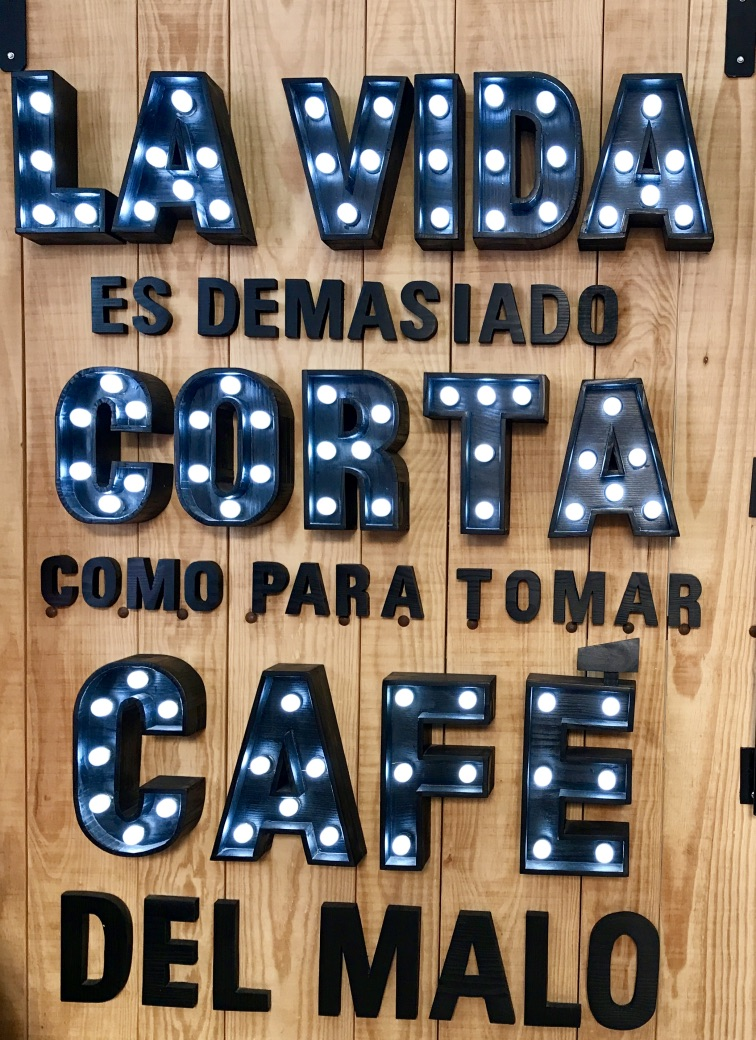 LA VIDA
ES DEMASIADO
CORTA
COMO PARA TOMAR
CAFÉ
DEL MALO